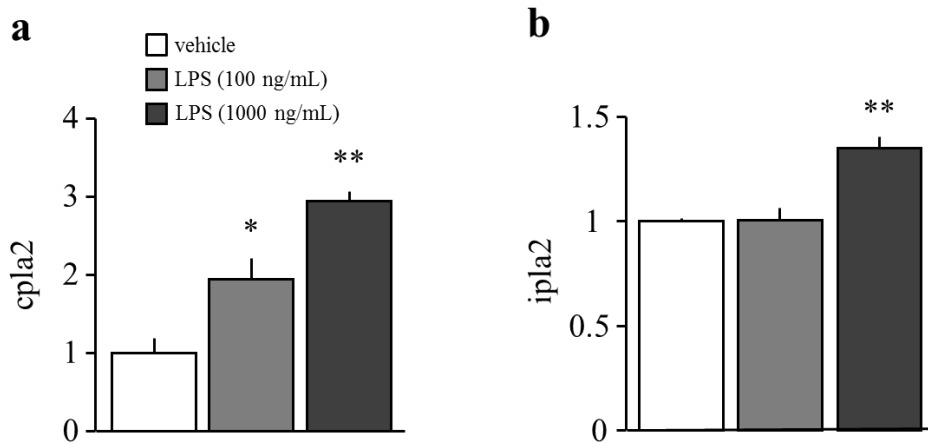 a
vehicle
LPS (100 ng/mL)
LPS (1000 ng/mL)
cpla2
4
3
2
1
0
*
**
b
ipla2
1.5
1
0.5
0
**